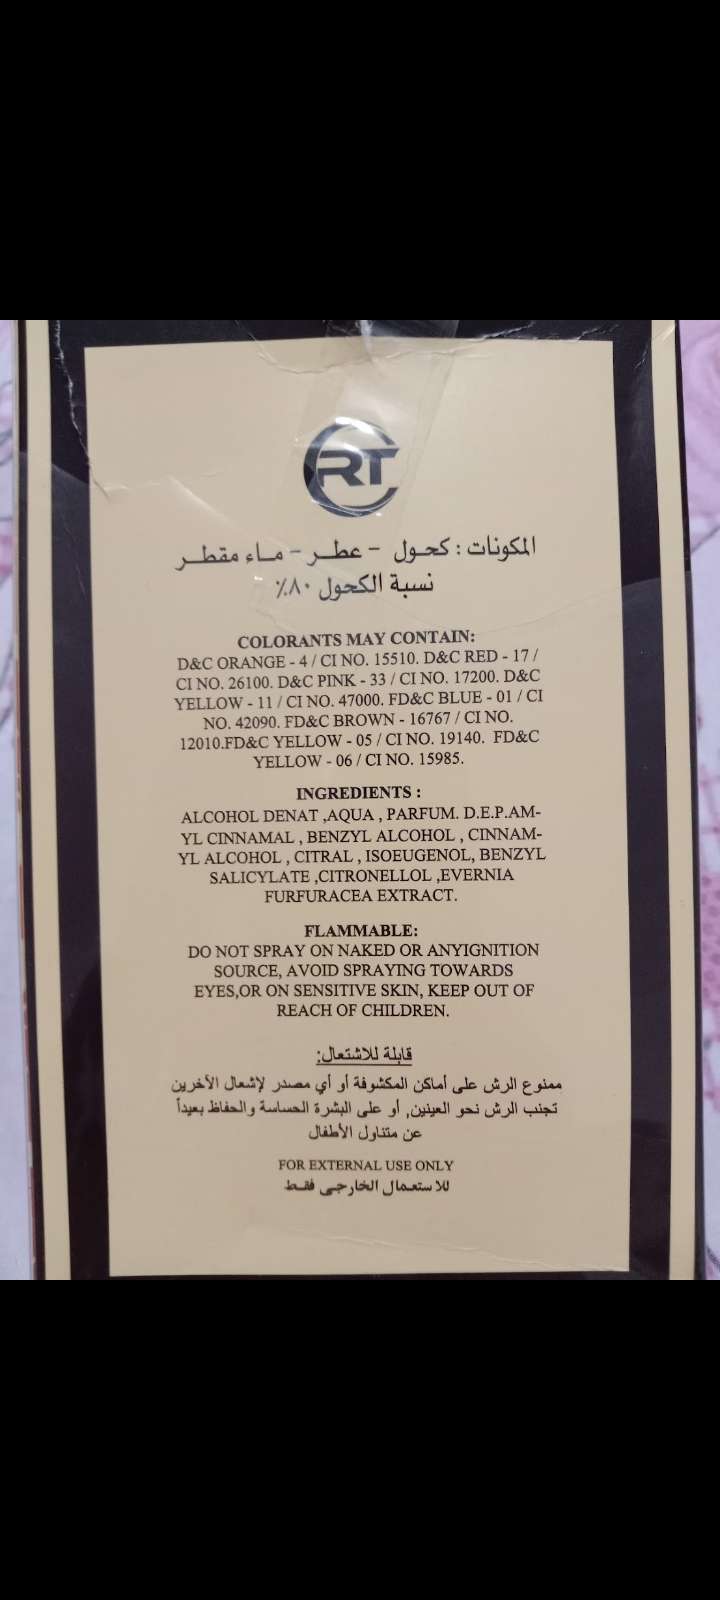 RT
المكونات : كحول - عطر - ماء مقطر
نسبة الكحول ٨٠٪
COLORANTS MAY CONTAIN:
D&C ORANGE - 4 / CI NO. 15510. D&C RED - 17 /
CI NO. 26100. D&C PINK - 33 / CI NO. 17200. D&C
YELLOW - 11 / CI NO. 47000. FD&C BLUE - 01 / CI
NO. 42090. FD&C BROWN - 16767 / CI NO.
12010.FD&C YELLOW - 05 / CI NO. 19140. FD&C
YELLOW - 06 / CI NO. 15985.
INGREDIENTS :
ALCOHOL DENAT ,AQUA , PARFUM. D.E.P.AM-
YL CINNAMAL , BENZYL ALCOHOL , CINNAM-
YL ALCOHOL , CITRAL , ISOEUGENOL, BENZYL
SALICYLATE ,CITRONELLOL ,EVERNIA
FURFURACEA EXTRACT.
FLAMMABLE:
DO NOT SPRAY ON NAKED OR ANYIGNITION
SOURCE, AVOID SPRAYING TOWARDS
EYES,OR ON SENSITIVE SKIN, KEEP OUT OF
REACH OF CHILDREN.
قابلة للاشتعال:
ممنوع الرش على أماكن المكشوفة أو أي مصدر لإشعال الآخرين
تجنب الرش نحو العينين, أو على البشرة الحساسة والحفاظ بعيداً
عن متناول الأطفال
FOR EXTERNAL USE ONLY
للاستعمال الخارجى فقط